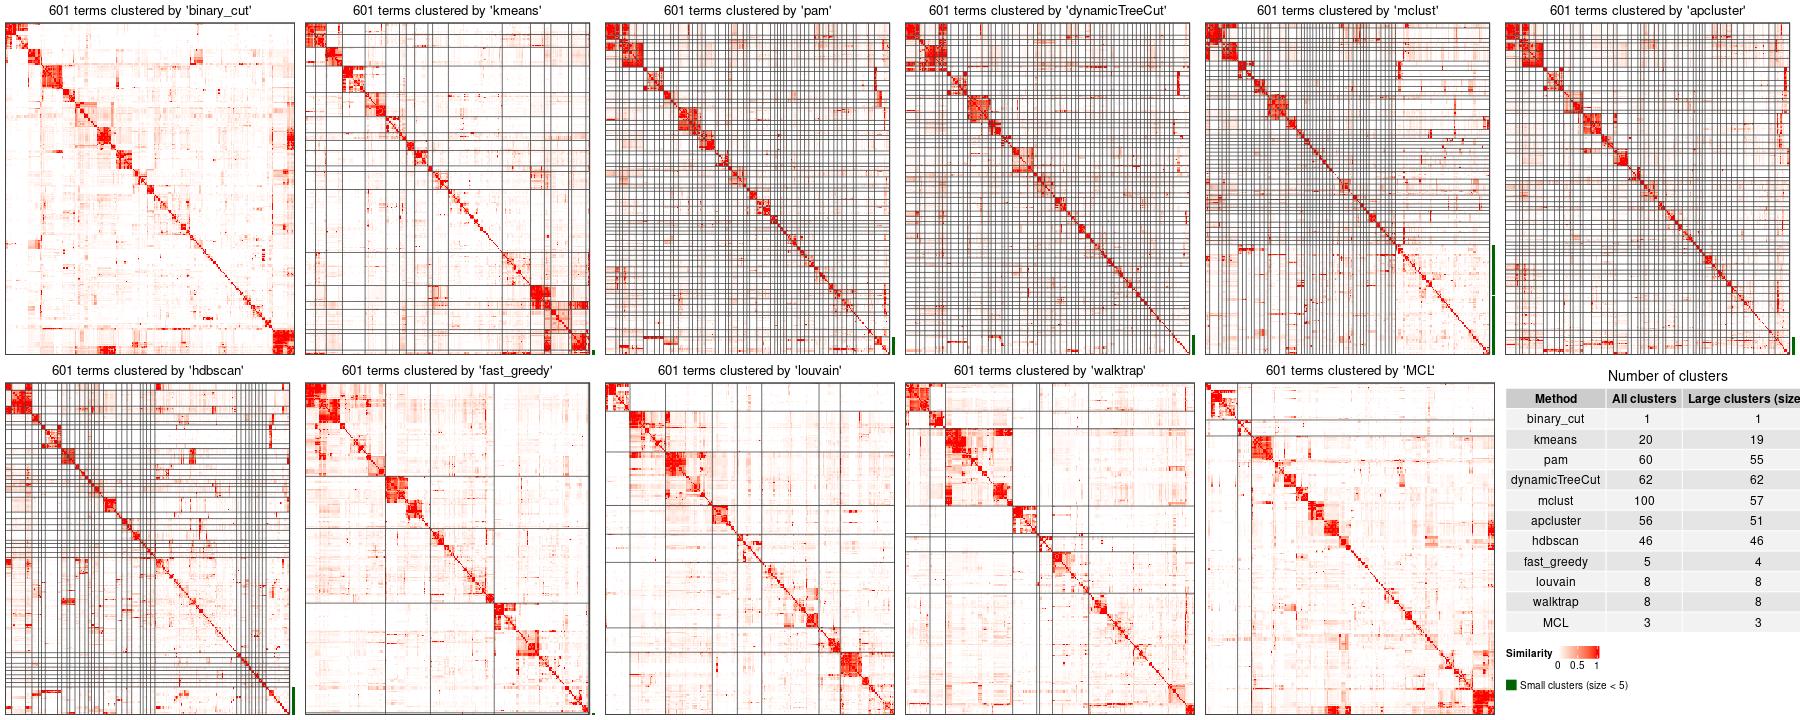 601 terms clustered by 'binary_cut'
601 terms clustered by 'kmeans'
601 terms clustered by 'pam'
601 terms clustered by 'dynamicTreeCut'
601 terms clustered by 'mclust'
601 terms clustered by 'apcluster'
601 terms clustered by 'hdbscan'
601 terms clustered by 'fast_greedy'
601 terms clustered by 'louvain'
601 terms clustered by 'walktrap'
601 terms clustered by 'MCL'
Number of clusters
Method All clusters Large clusters (size
binary_cut 1 1
kmeans 20 19
pam 60 55
dynamicTreeCut 62 62
mclust 100 57
apcluster 56 51
hdbscan 46 46
fast_greedy 5 4
louvain 8 8
walktrap 8 8
MCL 3 3
Similarity
0 0.5 1
Small clusters (size < 5)